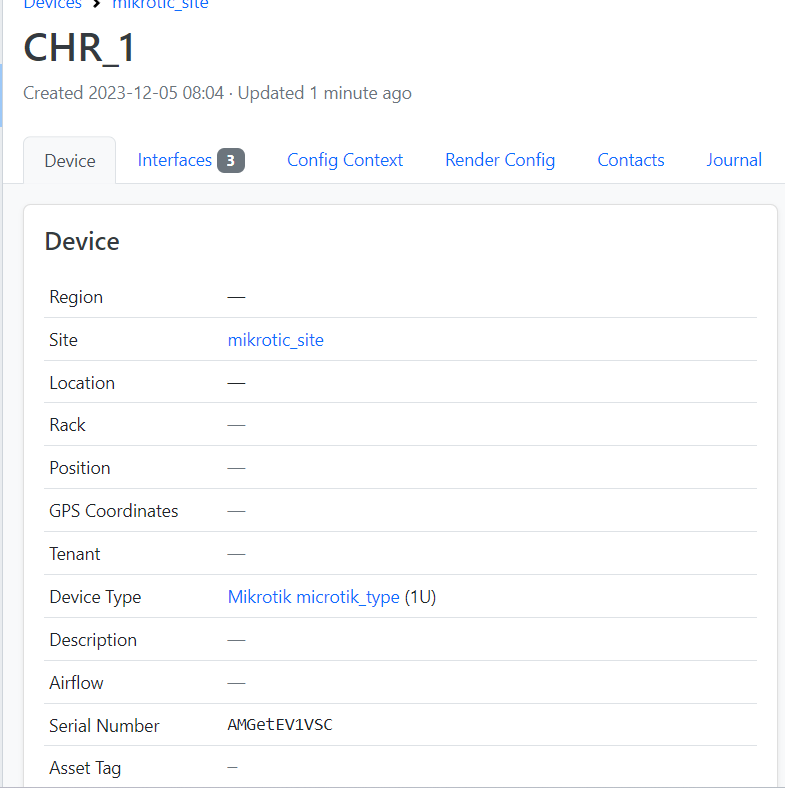 Devices > mikrotic_site
CHR_1
Created 2023-12-05 08:04 · Updated 1 minute ago
Device Interfaces 3 Config Context Render Config Contacts Journal
Device
Region —
Site mikrotic_site
Location —
Rack —
Position —
GPS Coordinates —
Tenant —
Device Type Mikrotik microtik_type (1U)
Description —
Airflow —
Serial Number AMGetEV1VSC
Asset Tag –